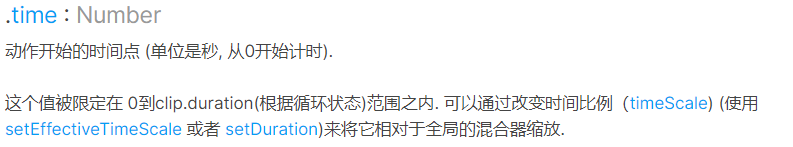 .time : Number
动作开始的时间点 (单位是秒, 从0开始计时).
这个值被限定在 0到clip.duration(根据循环状态)范围之内. 可以通过改变时间比例（timeScale) (使用
setEffectiveTimeScale 或者 setDuration)来将它相对于全局的混合器缩放.